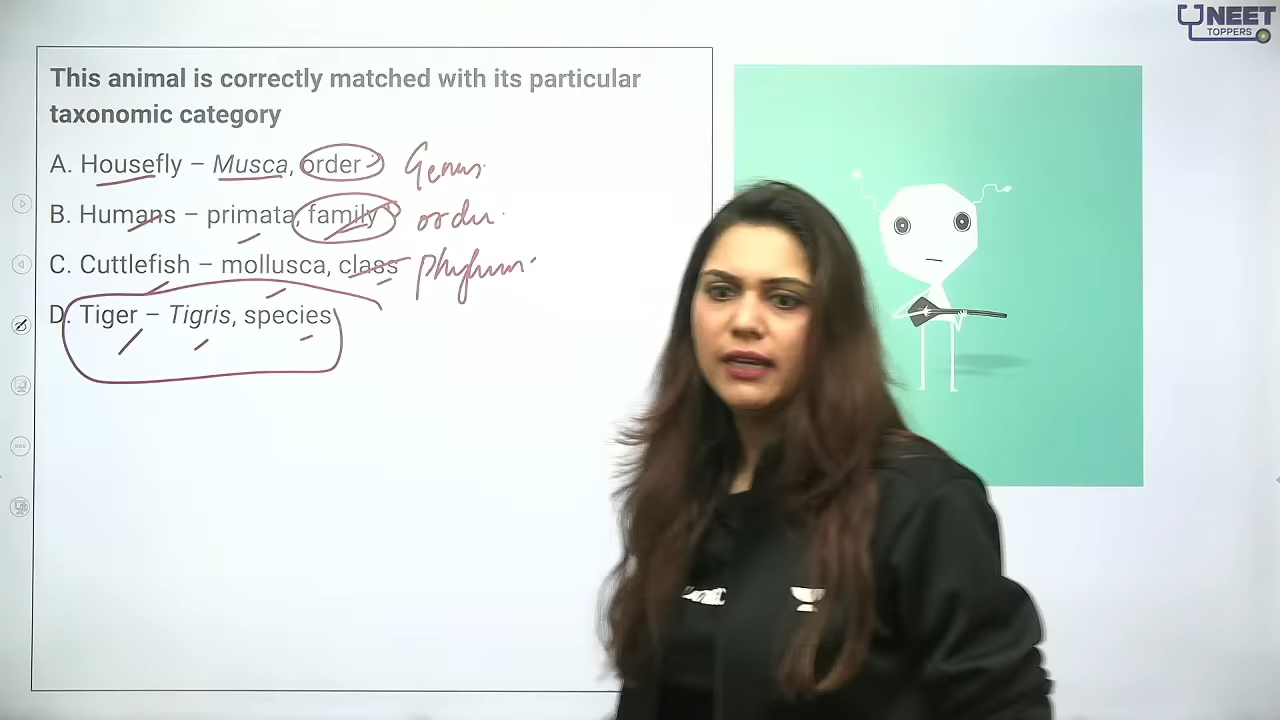 NEET
TOPPERS
This animal is correctly matched with its particular
taxonomic category
A. Housefly – Musca, order Genus
B. Humans – primata, family order
C. Cuttlefish – mollusca, class phylum
D. Tiger – Tigris, species